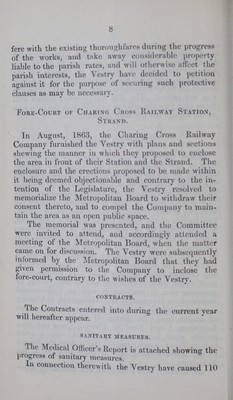 8
fere with the existing thoroughfares during the progress
of the works, and take away considerable property
liable to the parish rates, and will otherwise affect the
parish interests, the Vestry have decided to petition
against it for the purpose of securing such protective
clauses as may be necessary.
Fore-Court of Charing Cross Railway Station,
Strand.
In August, 1863, the Charing Cross Railway
Company furnished the Vestry with plans and sections
shewing the manner in which they proposed to enclose
the area in front of their Station and the Strand. The
enclosure and the erections proposed to be made within
it being deemed objectionable and contrary to the in-
tention of the Legislature, the Vestry resolved to
memorialize the Metropolitan Board to withdraw their
consent thereto, and to compel the Company to main-
tain the area as an open public space.
The memorial was presented, and the Committee
were invited to attend, and accordingly attended a
meeting of the Metropolitan Board, when the matter
came on for discussion. The Vestry were subsequently
informed by the Metropolitan Board that they had
given permission to the Company to inclose the
fore-court, contrary to the wishes of the Vestry.
CONTRACTS.
The Contracts entered into during the current year
will hereafter appear.
SANITARY MEASURES.
The Medical Officer's Report is attached showing the
progress of sanitary measures.
In connection therewith the Vestry have caused 110